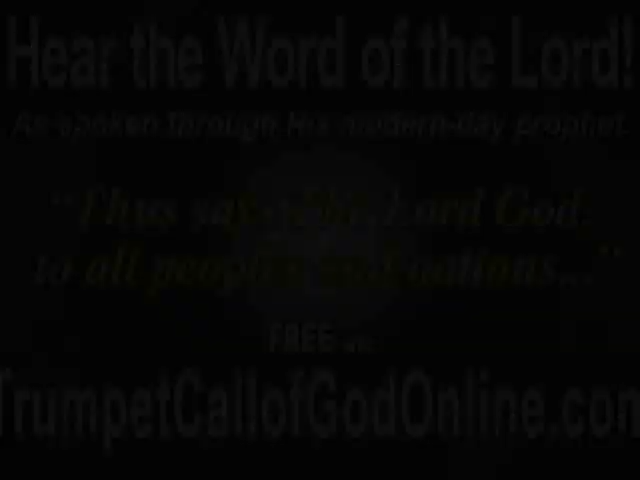 Hear the Word of the Lord!
As spoken through His modern-day prophet.
"Thus says The Lord God
to all peoples and nations..."
FREE at:
TrumpetCallofGodOnline.com